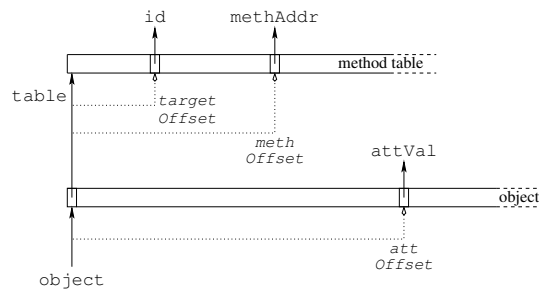 id methAddr
method table
table
target
Offset
meth
Offset
attVal
object
att
Offset
object